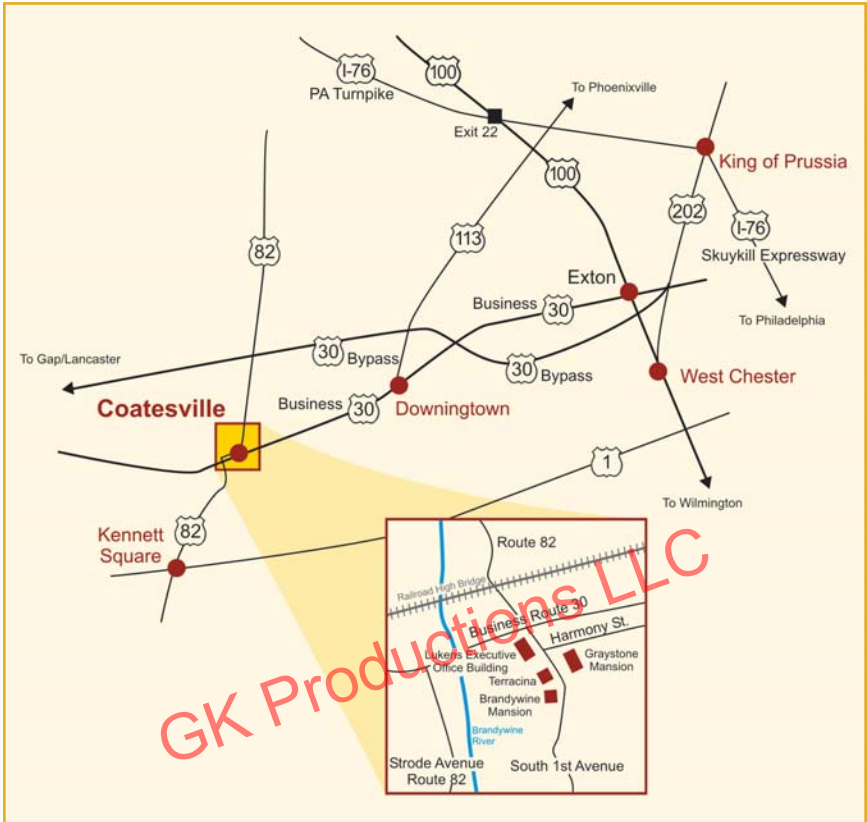 I-76
PA Turnpike
100
To Phoenixville
Exit 22
King of Prussia
100
202
I-76
Skuykill Expressway
82
113
Exton
Business
30
To Philadelphia
To Gap/Lancaster
30
Bypass
30
Bypass
West Chester
Coatesville
Business
30
Downingtown
1
To Wilmington
Kennett
Square
82
Route 82
Railroad High Bridge
Business Route 30
Harmony St.
Lukens Executive
Office Building
Graystone
Mansion
Terracina
Brandywine
Mansion
Brandywine
River
Strode Avenue
Route 82
South 1st Avenue
GK Productions LLC